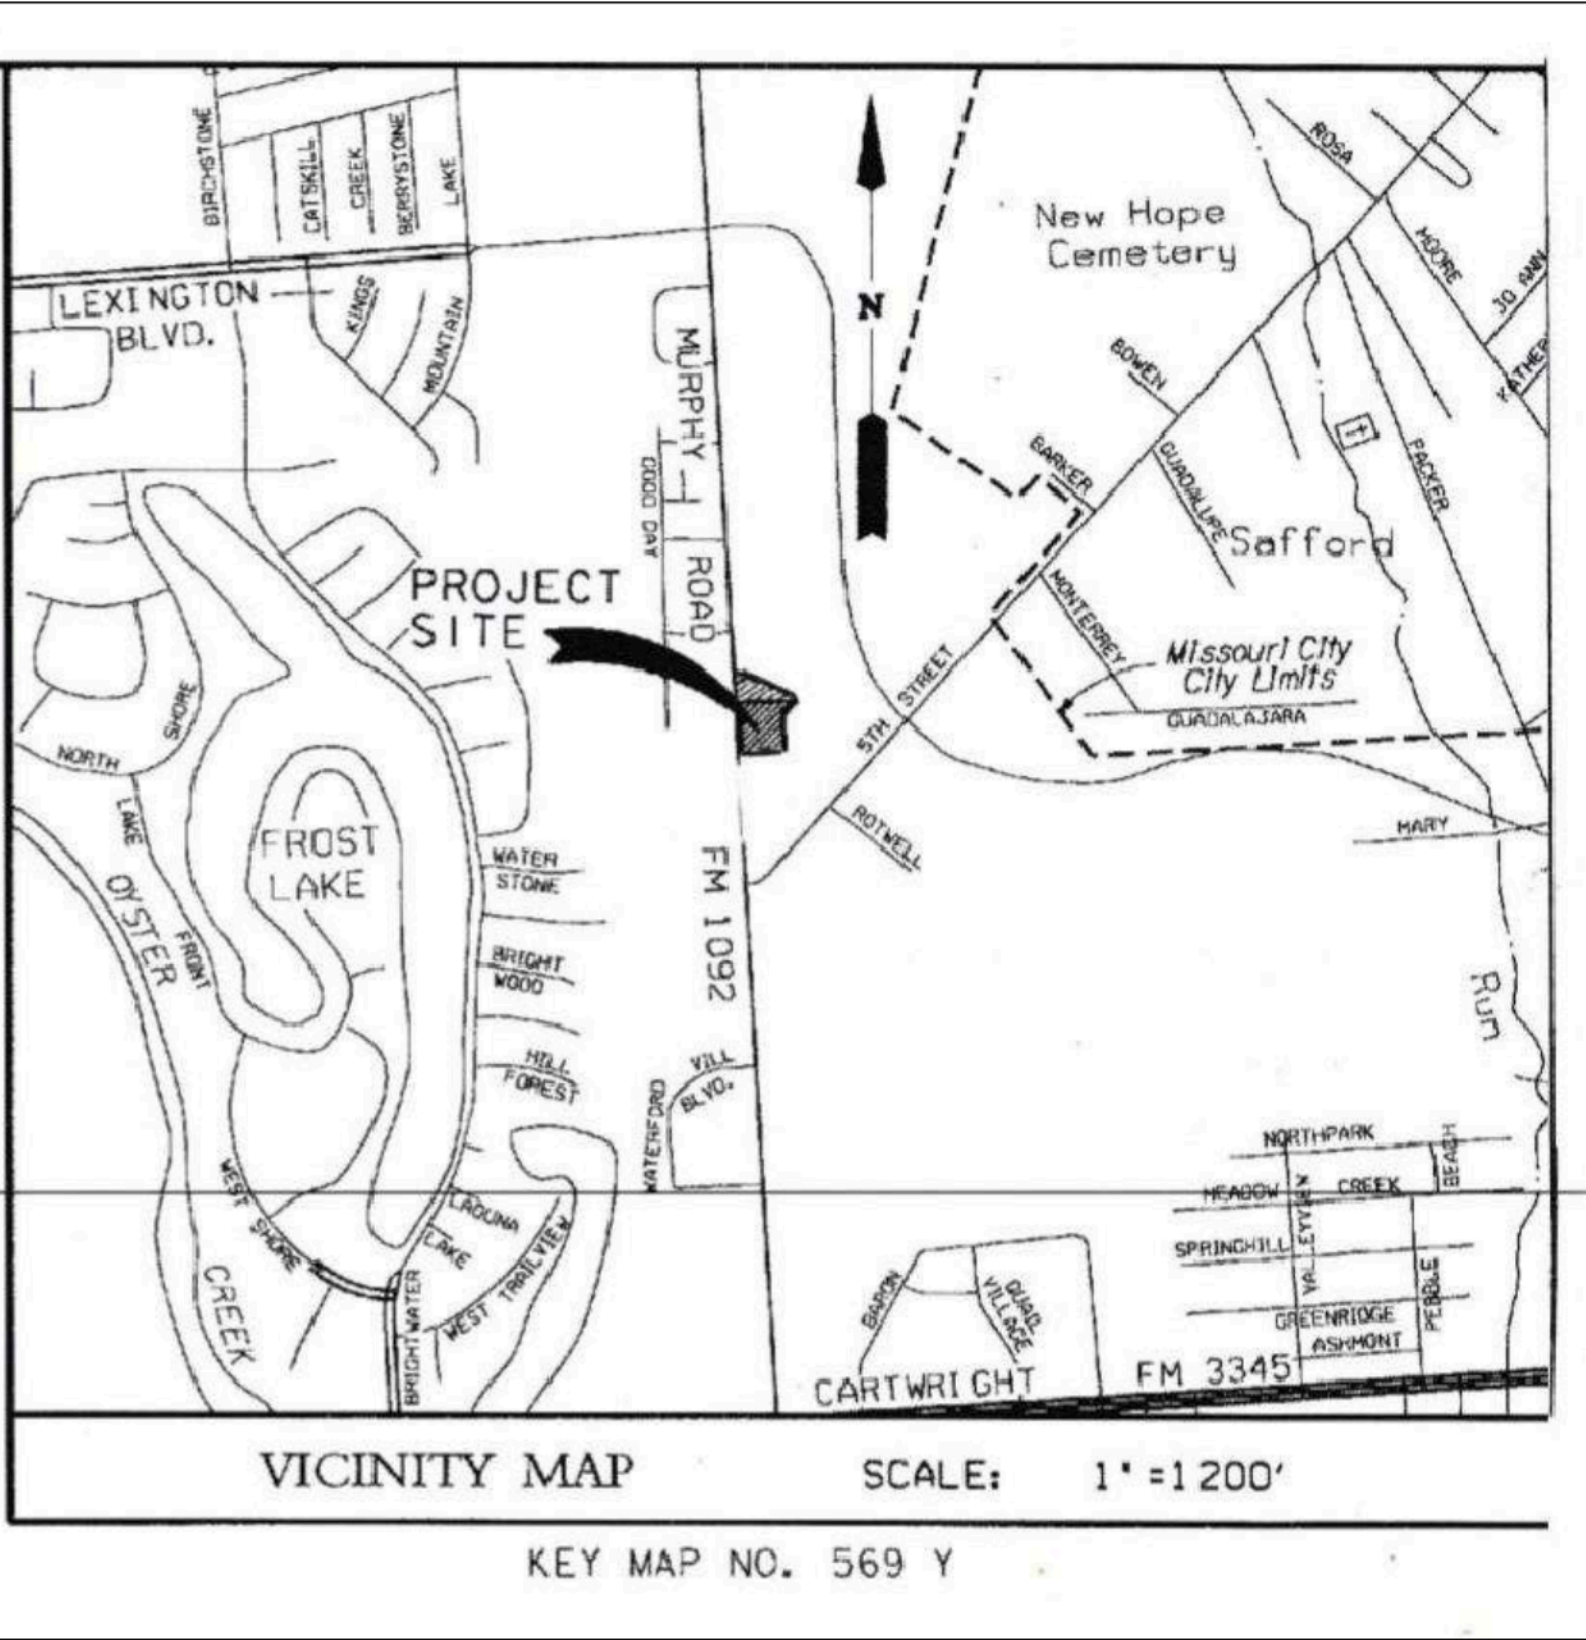 BIRCHSTONE
CATSKILL
CREEK
BERRYSTONE
LAKE
ROSA
New Hope
Cemetery
MOORE
JO ANN
LEXINGTON
BLVD.
KINGS
MOUNTAIN
N
MURPHY
ROAD
BOWEN
BARKER
GUADALUPE
PACKER
Safford
PROJECT
SITE
MONTERREY
Missouri City
City Limits
GUADALAJARA
5TH STREET
NORTH
SHORE
LAKE
FRONT
FROST
LAKE
ROTWELL
MARY
WATER
STONE
FM 1092
OYSTER
BRIGHT
WOOD
Run
HILL
FOREST
VILL
BLVD.
WATERFORD
NORTHPARK
BEACH
MEADOW CREEK
VALLEYVIEW
WEST
SHORE
LAGUNA
LAKE
SPRINGHILL
WEST TRAILVIEW
BRIGHTWATER
CREEK
BARON
QUAIL
VILLAGE
PEBBLE
GREENRIDGE
ASHMONT
CARTWRIGHT
FM 3345
VICINITY MAP
SCALE: 1"=1200'
KEY MAP NO. 569 Y